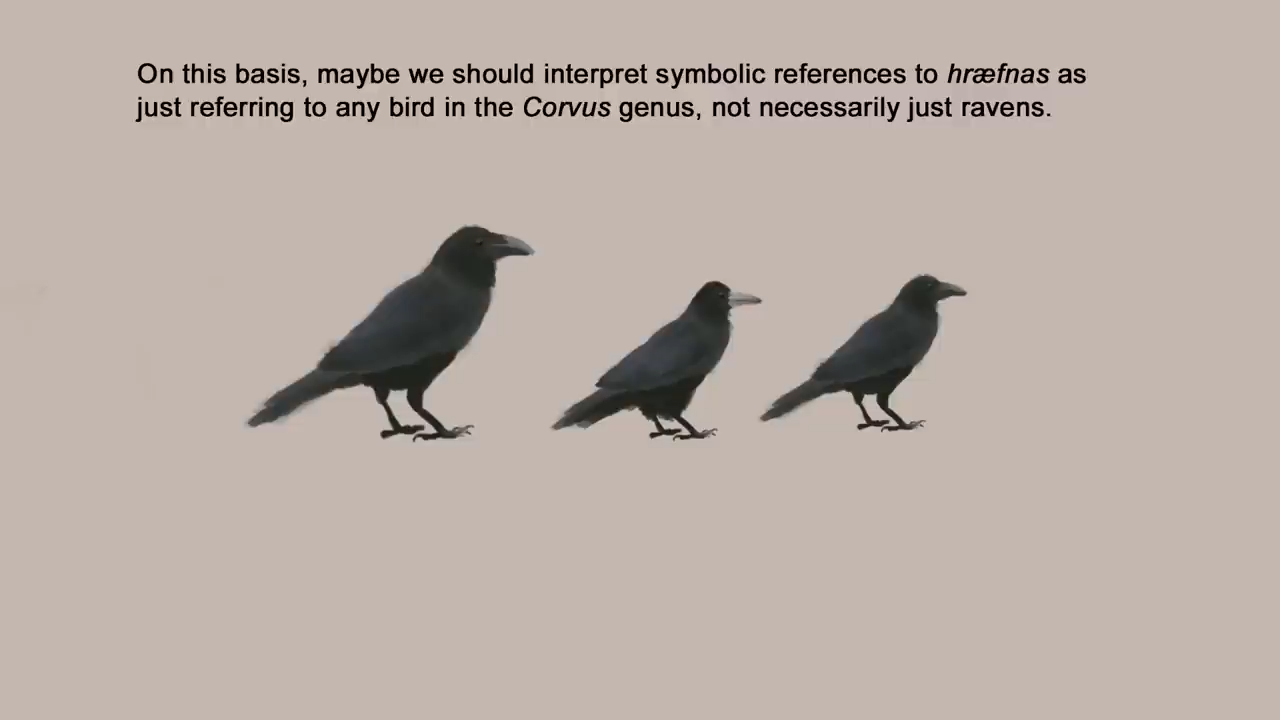 On this basis, maybe we should interpret symbolic references to hræfnas as
just referring to any bird in the Corvus genus, not necessarily just ravens.